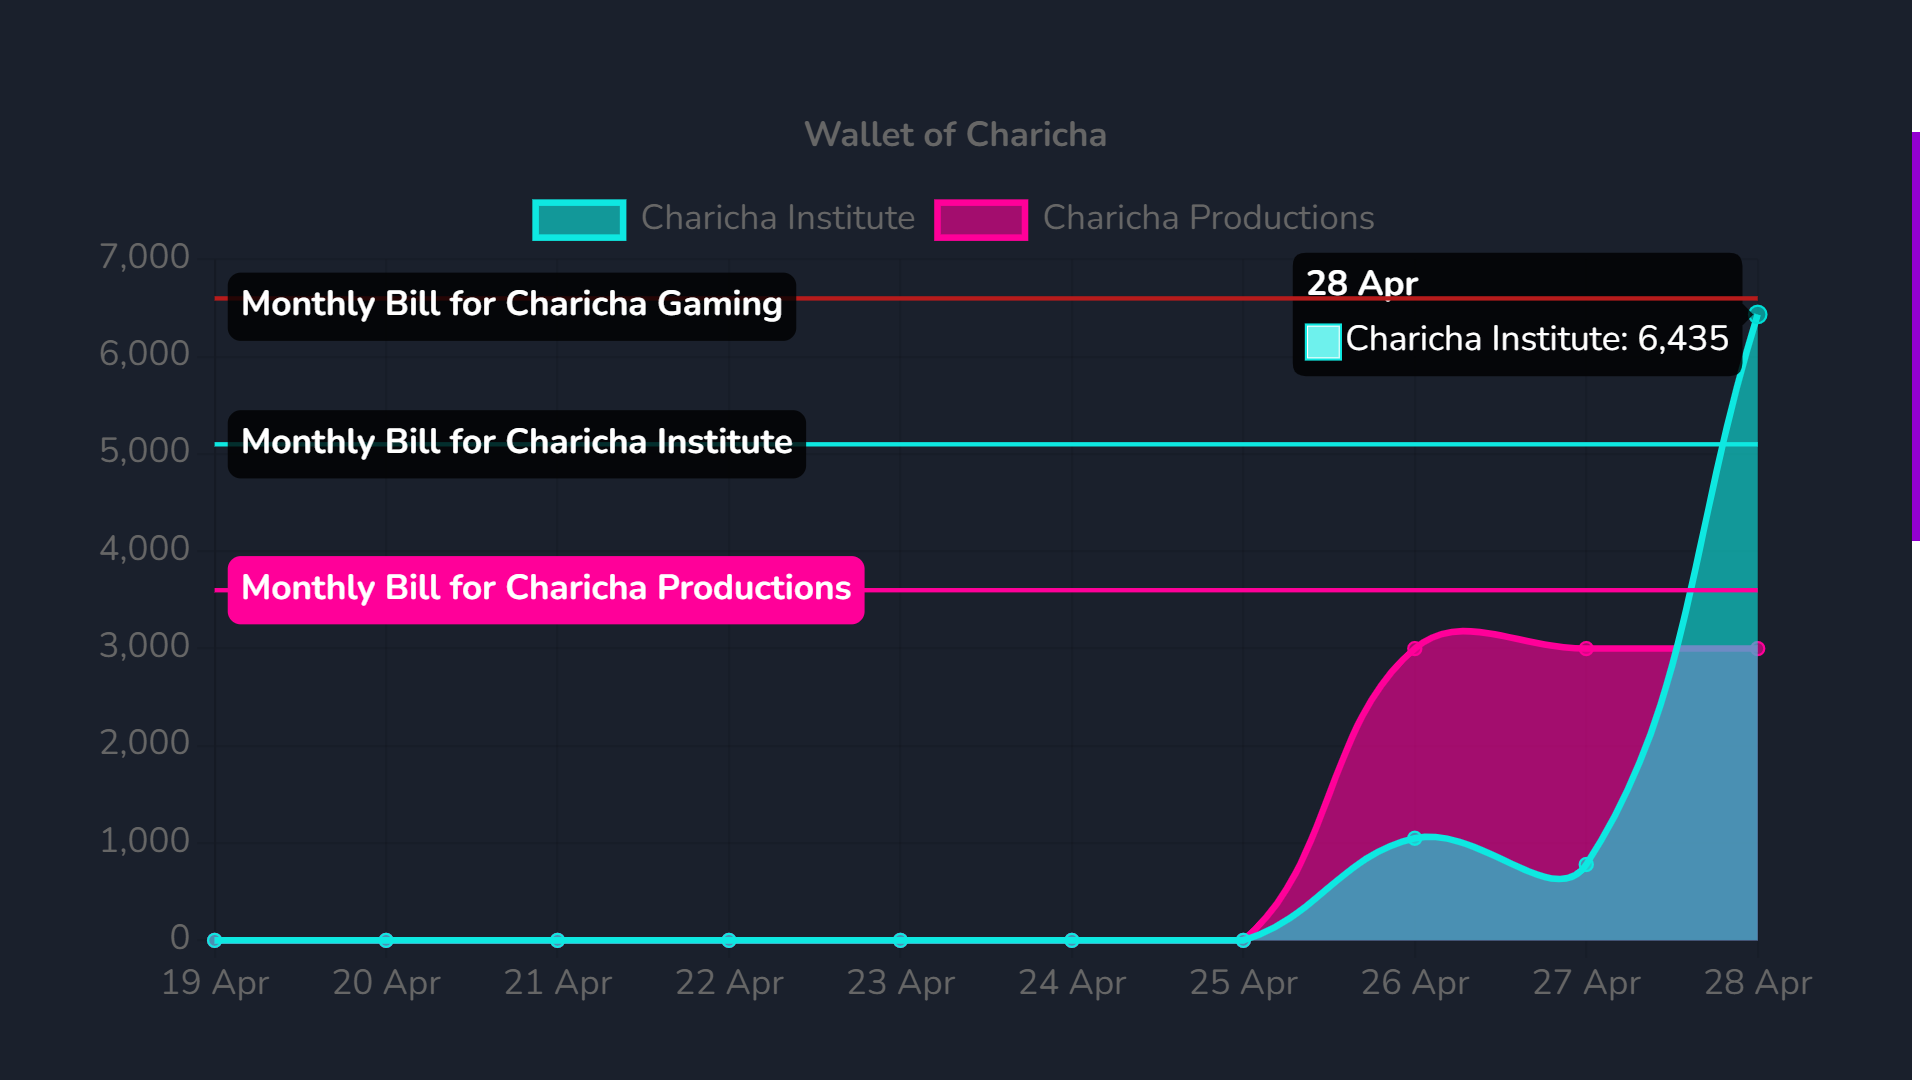 Wallet of Charicha
Charicha Institute
Charicha Productions
7,000
6,000
5,000
4,000
3,000
2,000
1,000
0
Monthly Bill for Charicha Gaming
Monthly Bill for Charicha Institute
Monthly Bill for Charicha Productions
28 Apr
Charicha Institute: 6,435
19 Apr
20 Apr
21 Apr
22 Apr
23 Apr
24 Apr
25 Apr
26 Apr
27 Apr
28 Apr